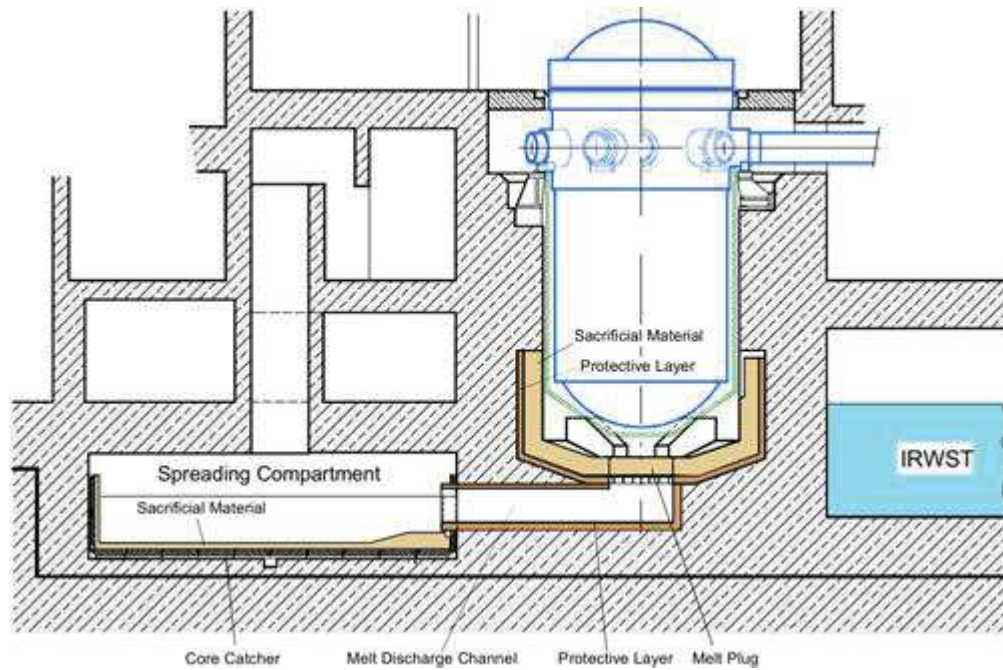 Sacrificial Material
Protective Layer
Spreading Compartment
IRWST
Sacrificial Material
Core Catcher
Melt Discharge Channel
Protective Layer
Melt Plug